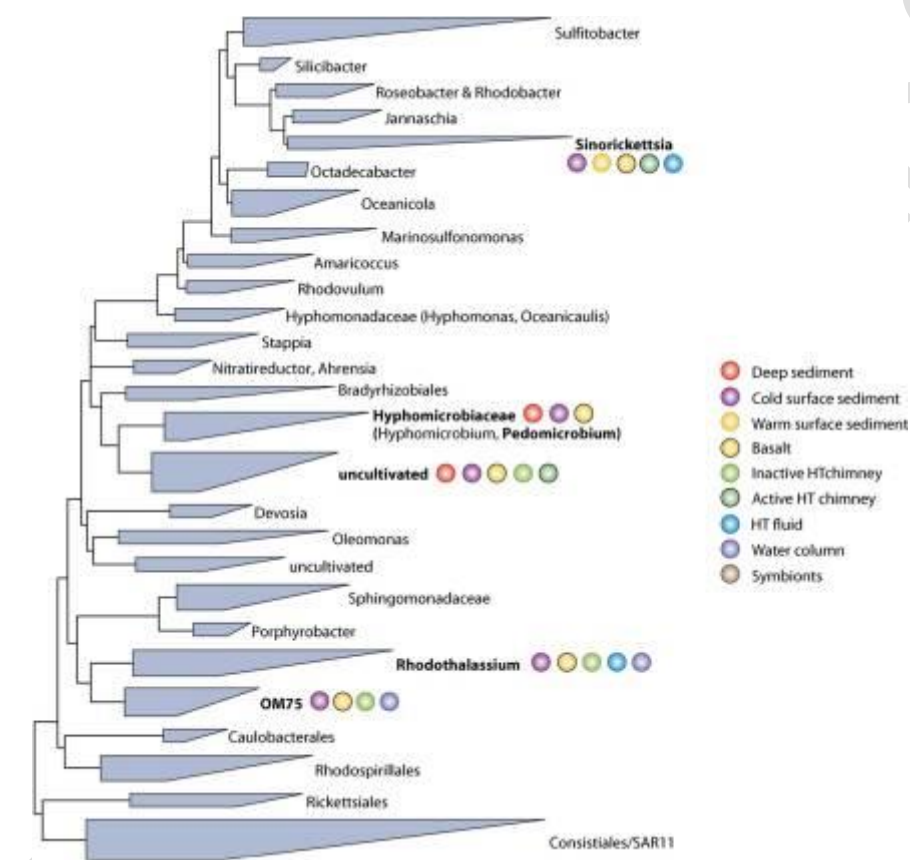 Sulfitobacter
Silicibacter
Roseobacter & Rhodobacter
Jannaschia
Sinorickettsia
Octadecabacter
Oceanicola
Marinosulfonomonas
Amaricoccus
Rhodovulum
Hyphomonadaceae (Hyphomonas, Oceanicaulis)
Stappia
Nitratireductor, Ahrensia
Bradyrhizobiales
Hyphomicrobiaceae
(Hyphomicrobium, Pedomicrobium)
uncultivated
Devosia
Oleomonas
uncultivated
Sphingomonadaceae
Porphyrobacter
Rhodothalassium
OM75
Caulobacterales
Rhodospirillales
Rickettsiales
Consistiales/SAR11
Deep sediment
Cold surface sediment
Warm surface sediment
Basalt
Inactive HTchimney
Active HT chimney
HT fluid
Water column
Symbionts